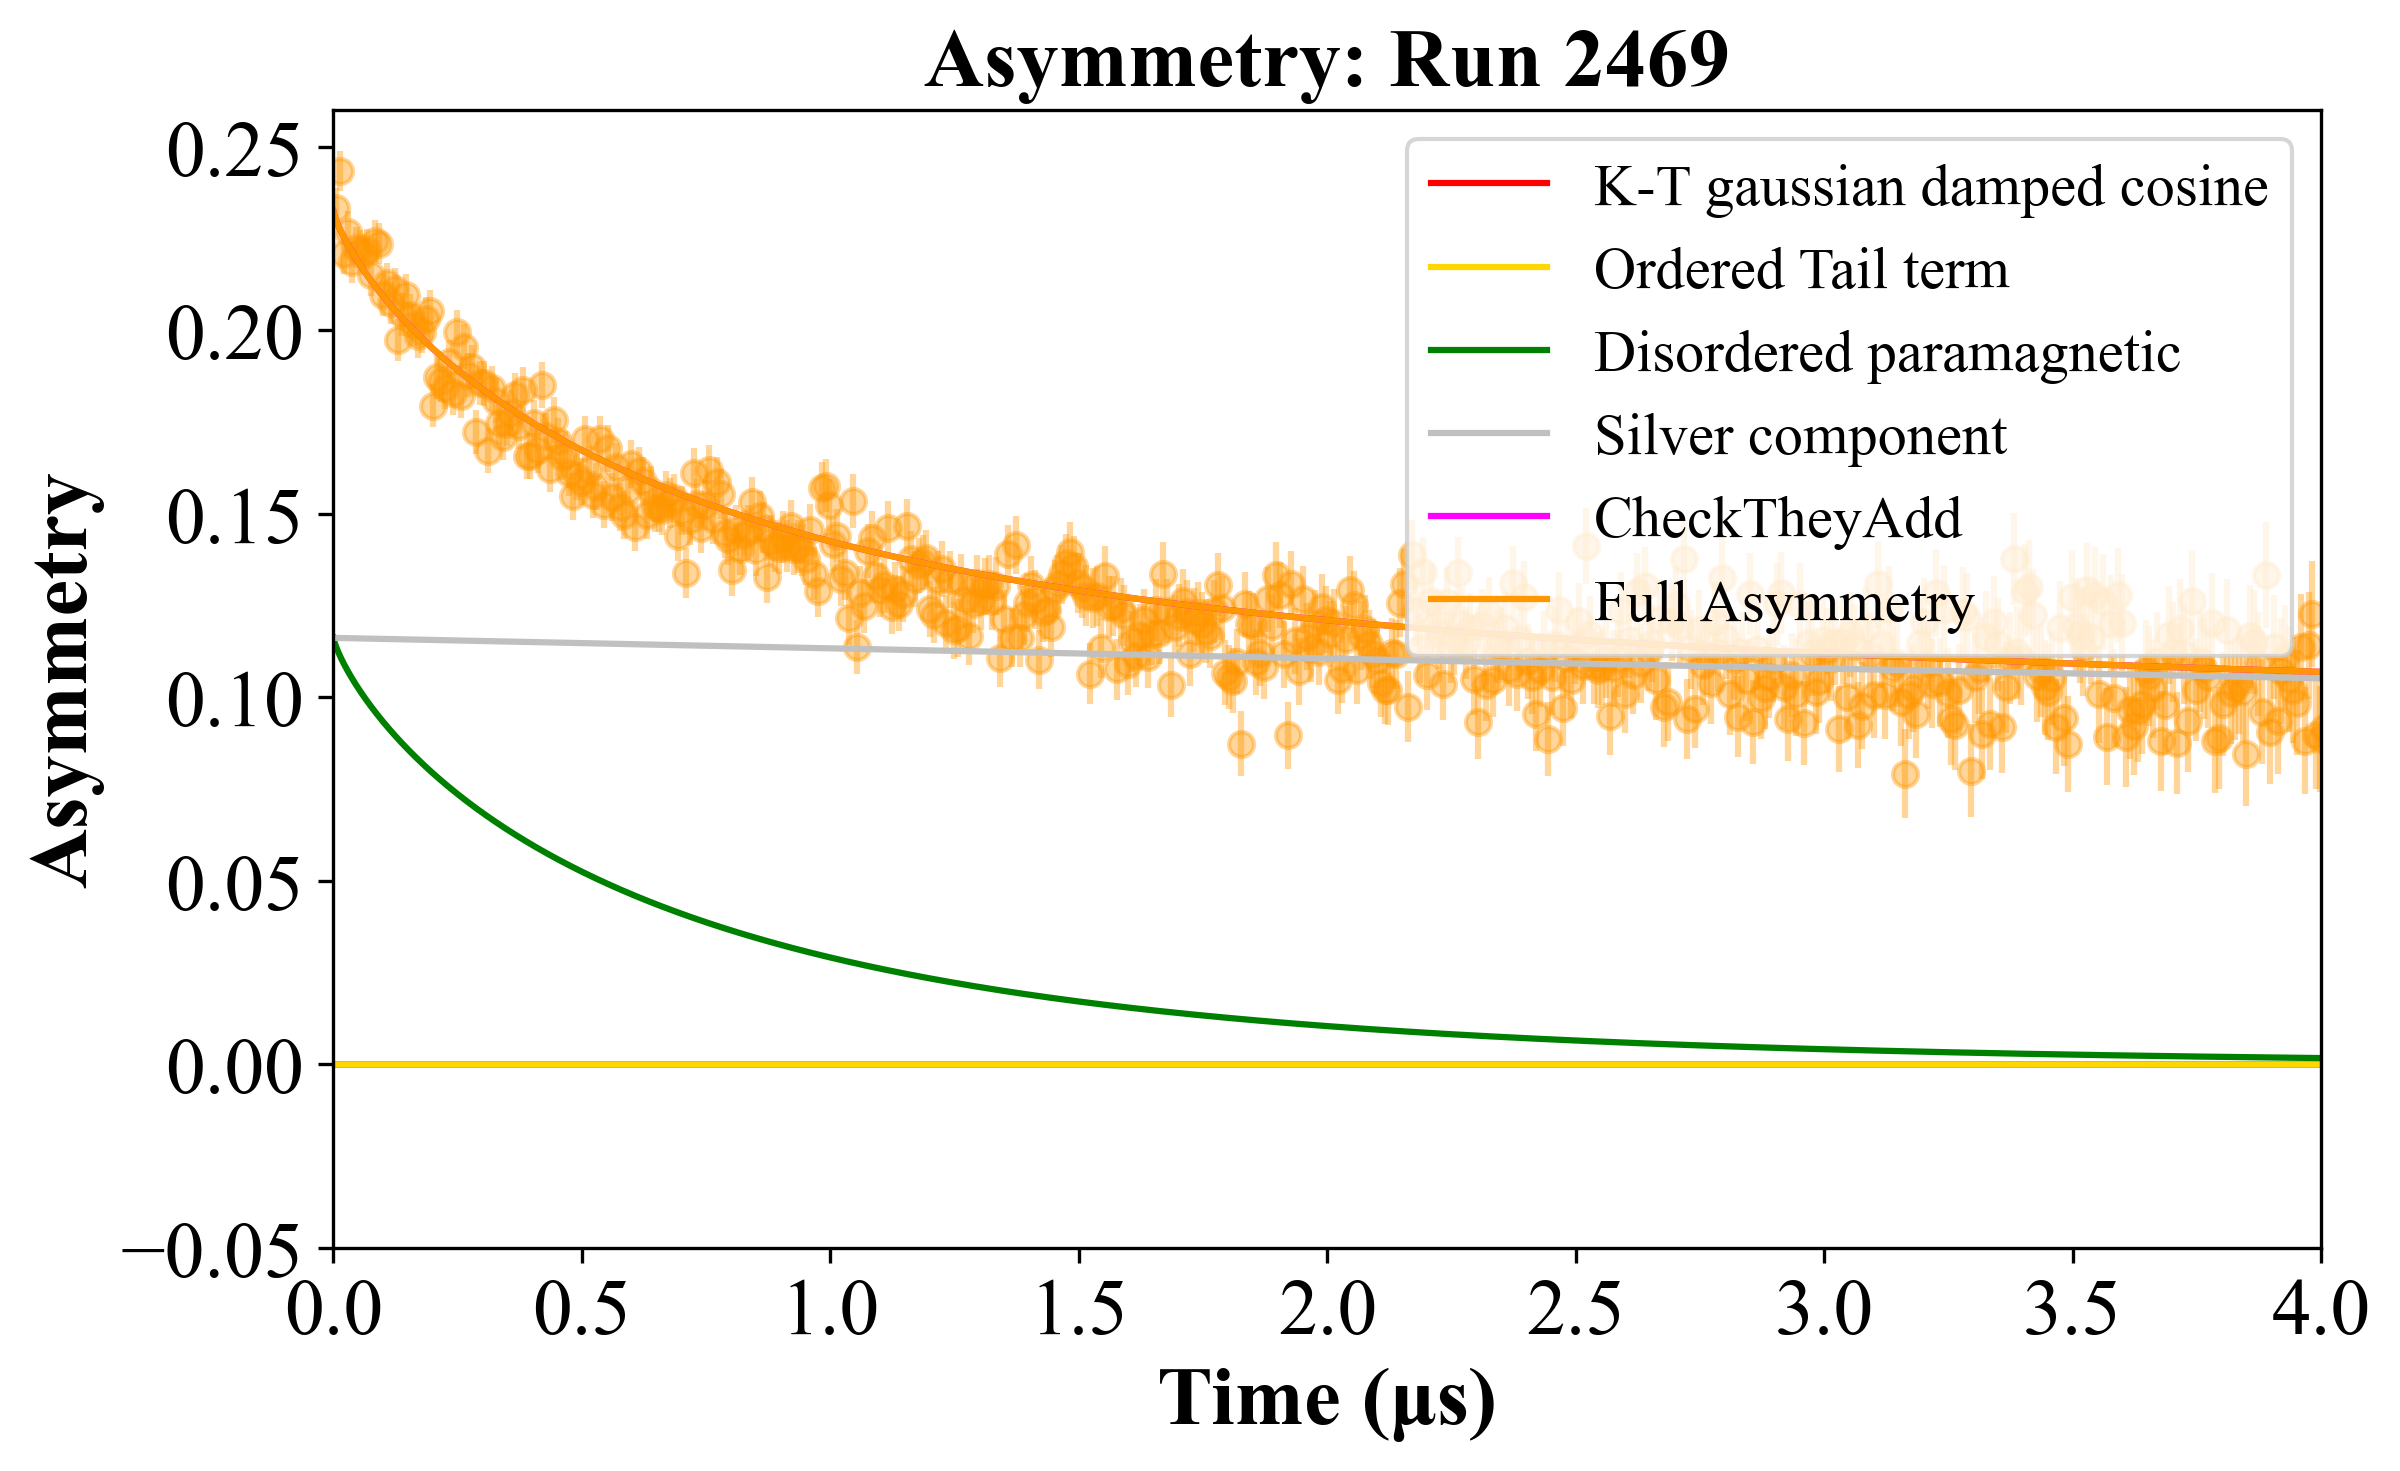 Asymmetry: Run 2469
0.25
0.20
0.15
0.10
0.05
0.00
−0.05
Asymmetry
K-T gaussian damped cosine
Ordered Tail term
Disordered paramagnetic
Silver component
CheckTheyAdd
Full Asymmetry
0.0 0.5 1.0 1.5 2.0 2.5 3.0 3.5 4.0
Time (μs)